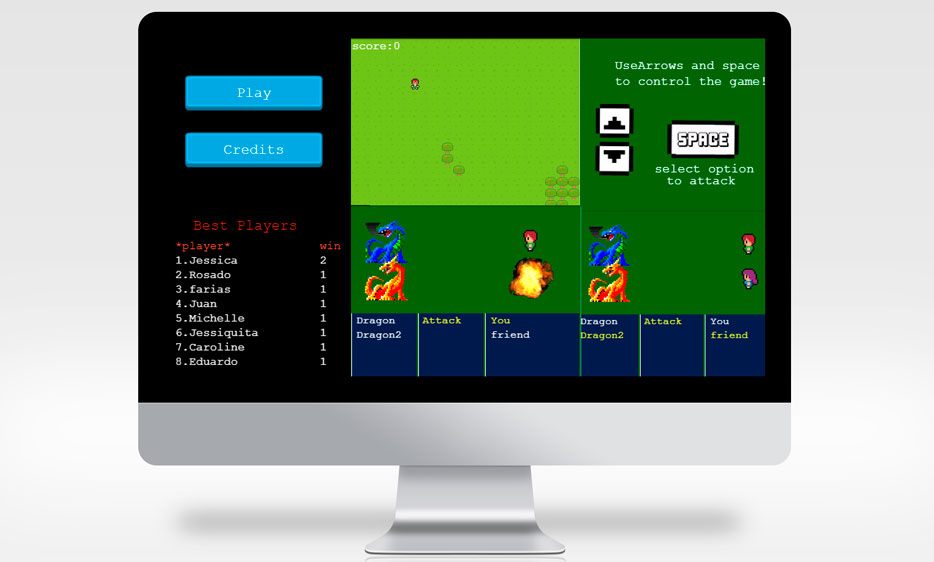 Play
Credits
Best Players
*player* win
1.Jessica 2
2.Rosado 1
3.farias 1
4.Juan 1
5.Michelle 1
6.Jessiquita 1
7.Caroline 1
8.Eduardo 1
score:0
UseArrows and space
to control the game!
SPACE
select option
to attack
Dragon Attack You
Dragon2 friend
Dragon Attack You
Dragon2 friend